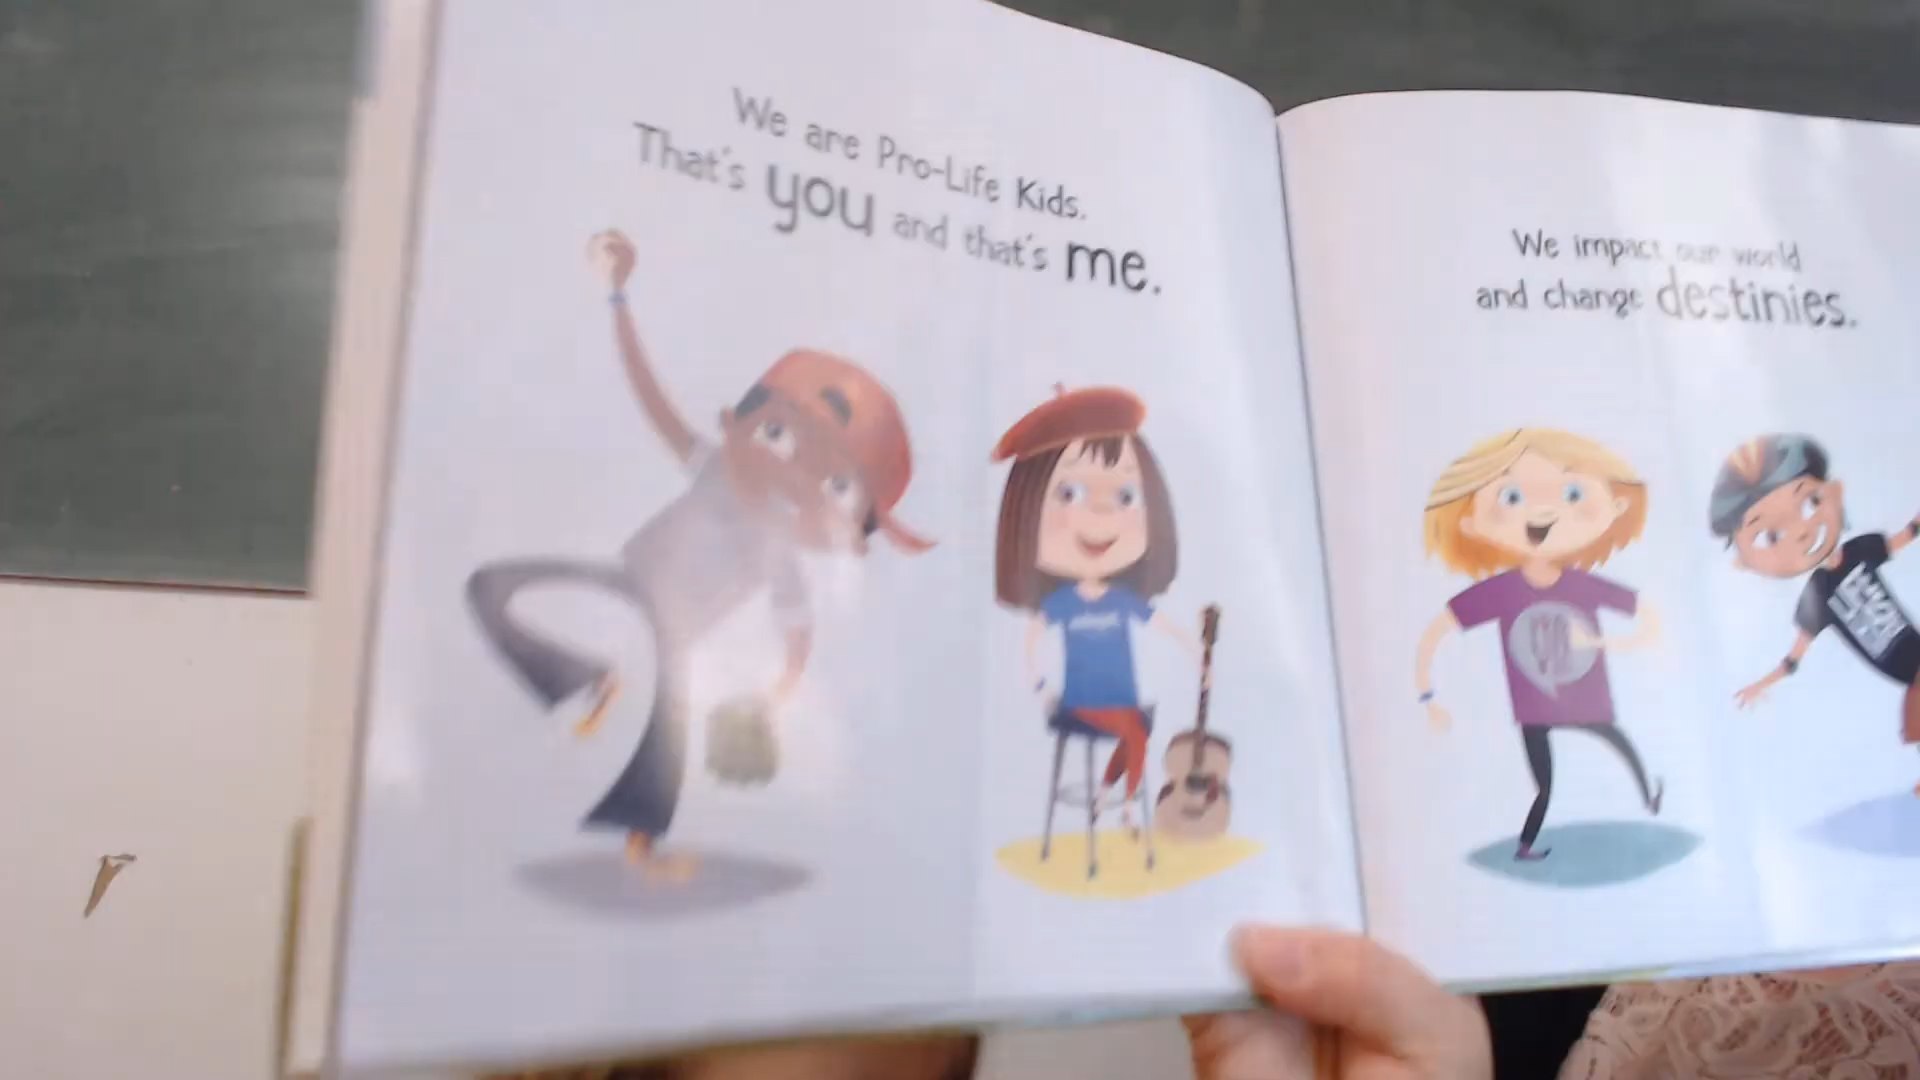 We are Pro-Life Kids.
That's you and that's me.
We impact our world
and change destinies.